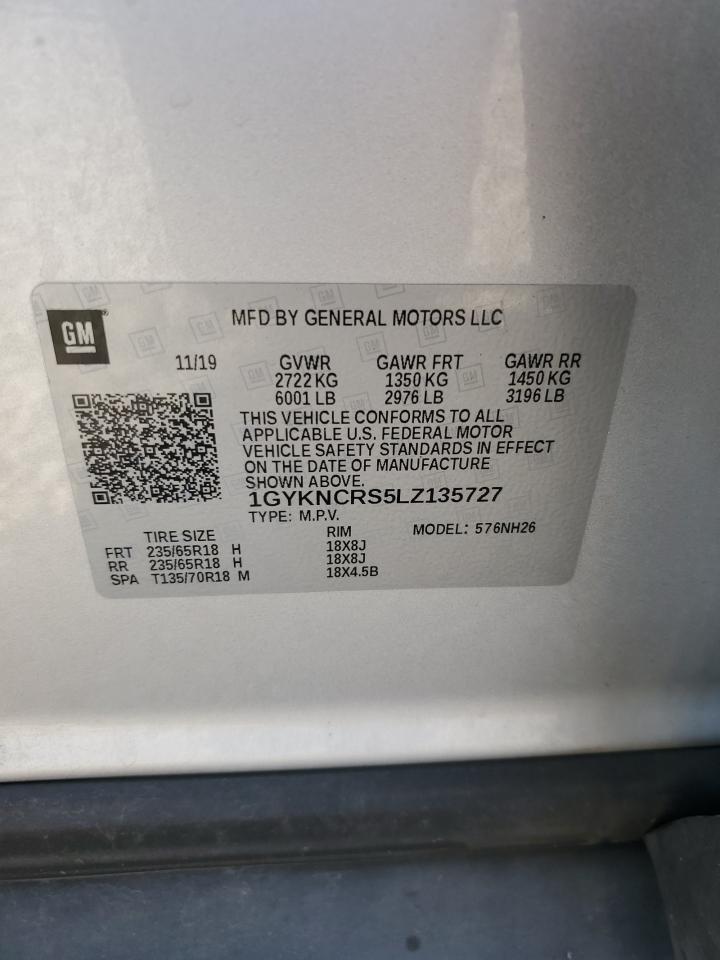 GM
MFD BY GENERAL MOTORS LLC
11/19 GVWR GAWR FRT GAWR RR
2722 KG 1350 KG 1450 KG
6001 LB 2976 LB 3196 LB
THIS VEHICLE CONFORMS TO ALL
APPLICABLE U.S. FEDERAL MOTOR
VEHICLE SAFETY STANDARDS IN EFFECT
ON THE DATE OF MANUFACTURE
SHOWN ABOVE.
1GYKNCRS5LZ135727
TYPE: M.P.V. MODEL: 576NH26
TIRE SIZE RIM
FRT 235/65R18 H 18X8J
RR 235/65R18 H 18X8J
SPA T135/70R18 M 18X4.5B